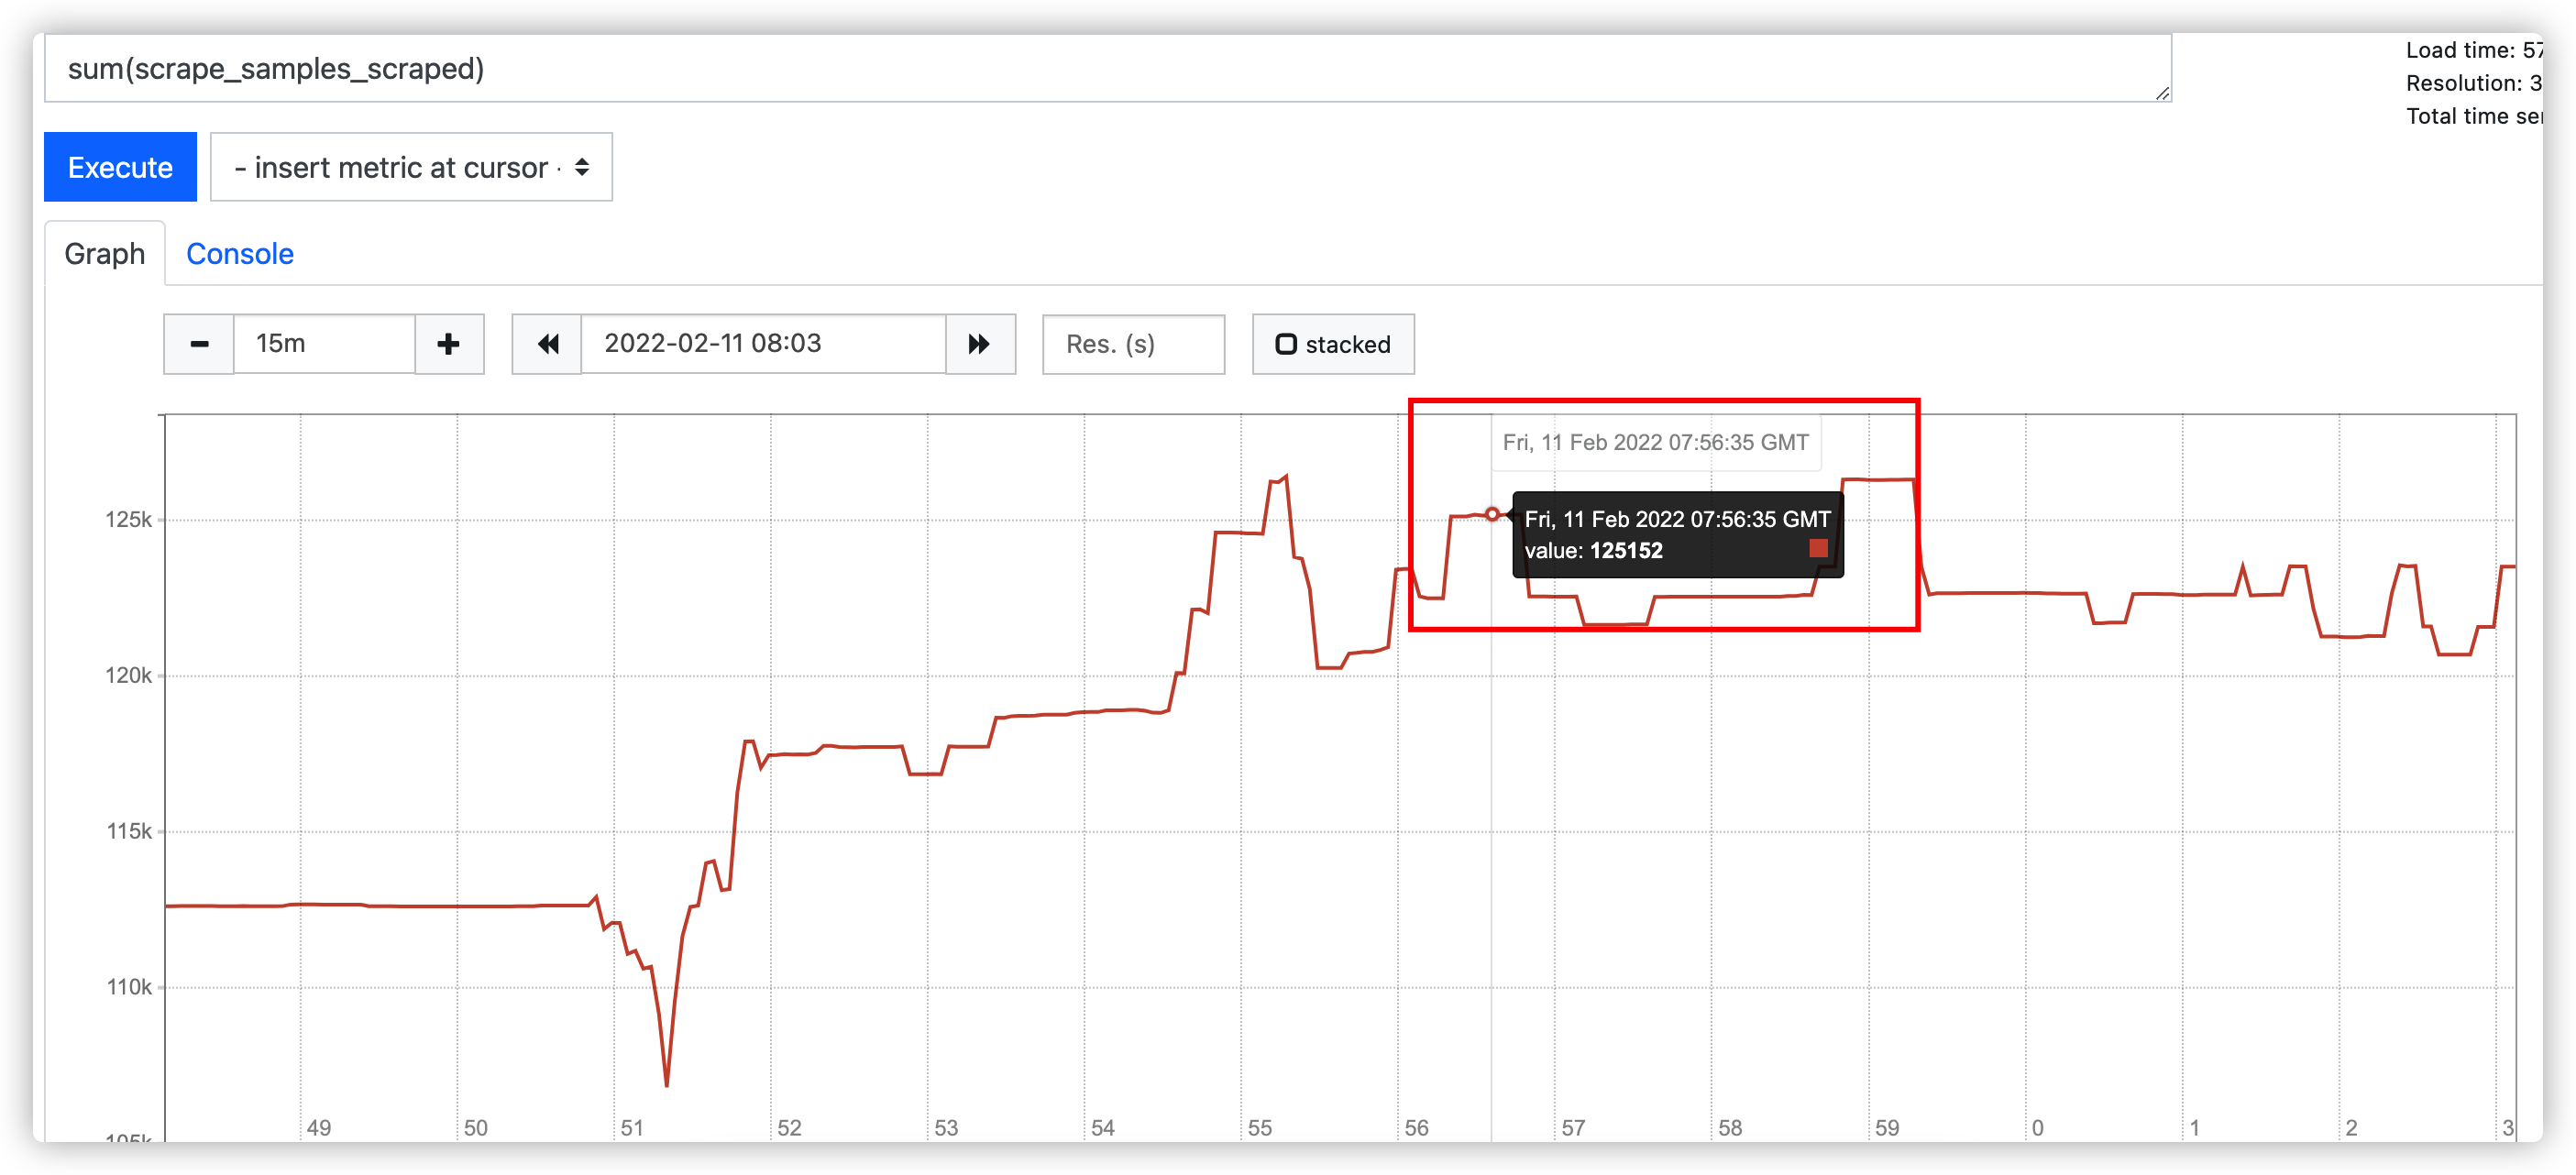 sum(scrape_samples_scraped)
Load time: 57
Resolution: 3
Total time
Execute
- insert metric at cursor -
Graph
Console
15m
2022-02-11 08:03
Res. (s)
stacked
Fri, 11 Feb 2022 07:56:35 GMT
Fri, 11 Feb 2022 07:56:35 GMT
value: 125152
125k
120k
115k
110k
105k
49 50 51 52 53 54 55 56 57 58 59 0 1 2 3